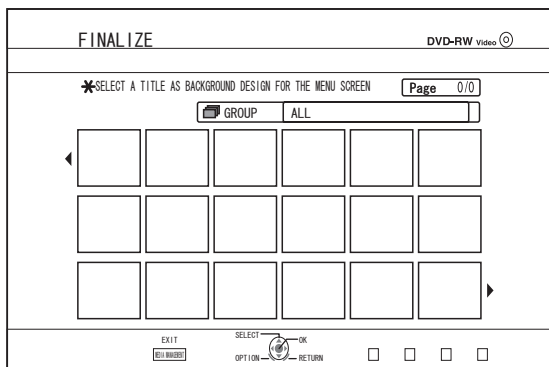 FINALIZE
DVD-RW Video
*SELECT A TITLE AS BACKGROUND DESIGN FOR THE MENU SCREEN
Page 0/0
GROUP ALL
EXIT
MEDIA MANAGEMENT
SELECT
OK
OPTION
RETURN